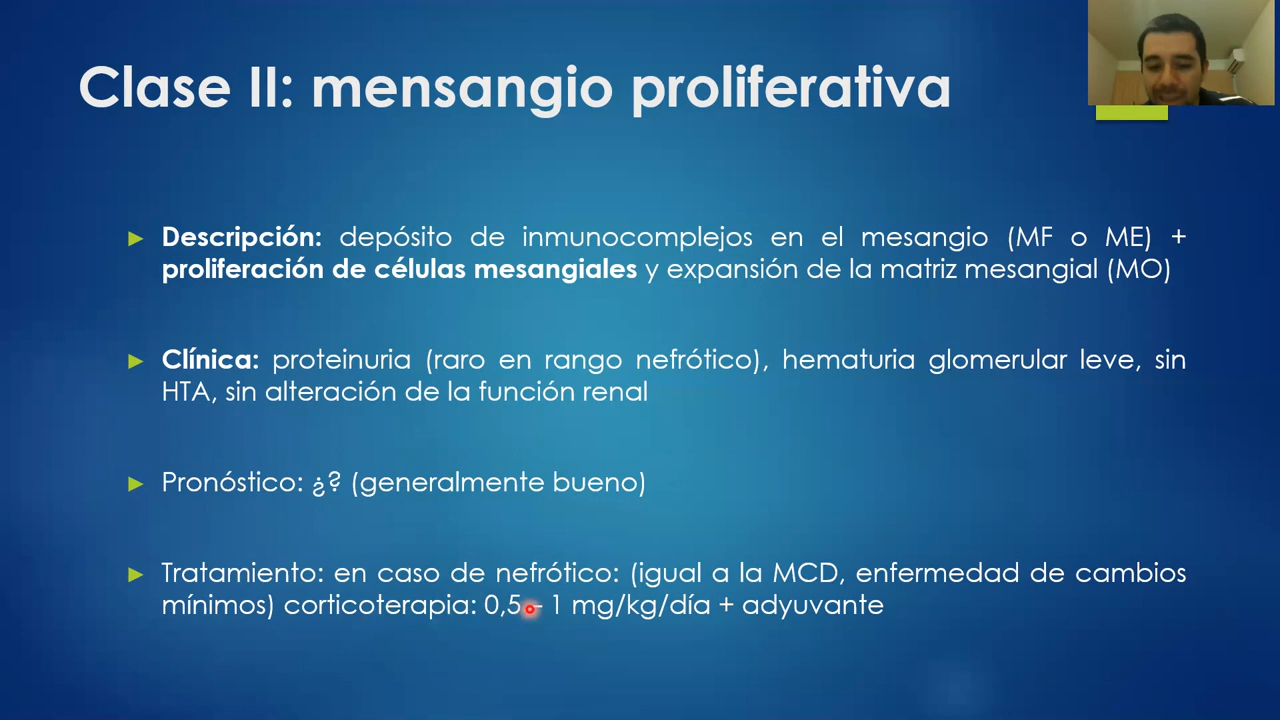 Clase II: mensangio proliferativa
Descripción: depósito de inmunocomplejos en el mesangio (MF o ME) +
proliferación de células mesangiales y expansión de la matriz mesangial (MO)
Clínica: proteinuria (raro en rango nefrótico), hematuria glomerular leve, sin
HTA, sin alteración de la función renal
Pronóstico: ¿? (generalmente bueno)
Tratamiento: en caso de nefrótico: (igual a la MCD, enfermedad de cambios
mínimos) corticoterapia: 0,5 – 1 mg/kg/día + adyuvante